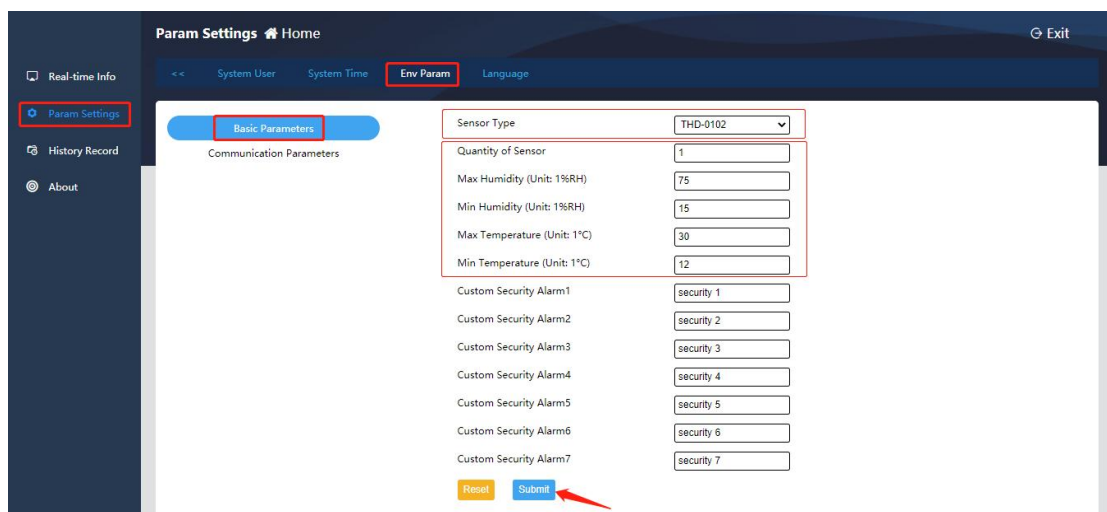 Param Settings Home
Exit
Real-time Info
Param Settings
History Record
About
<< System User System Time Env Param Language
Basic Parameters
Communication Parameters
Sensor Type THD-0102
Quantity of Sensor 1
Max Humidity (Unit: 1%RH) 75
Min Humidity (Unit: 1%RH) 15
Max Temperature (Unit: 1°C) 30
Min Temperature (Unit: 1°C) 12
Custom Security Alarm1 security 1
Custom Security Alarm2 security 2
Custom Security Alarm3 security 3
Custom Security Alarm4 security 4
Custom Security Alarm5 security 5
Custom Security Alarm6 security 6
Custom Security Alarm7 security 7
Reset Submit